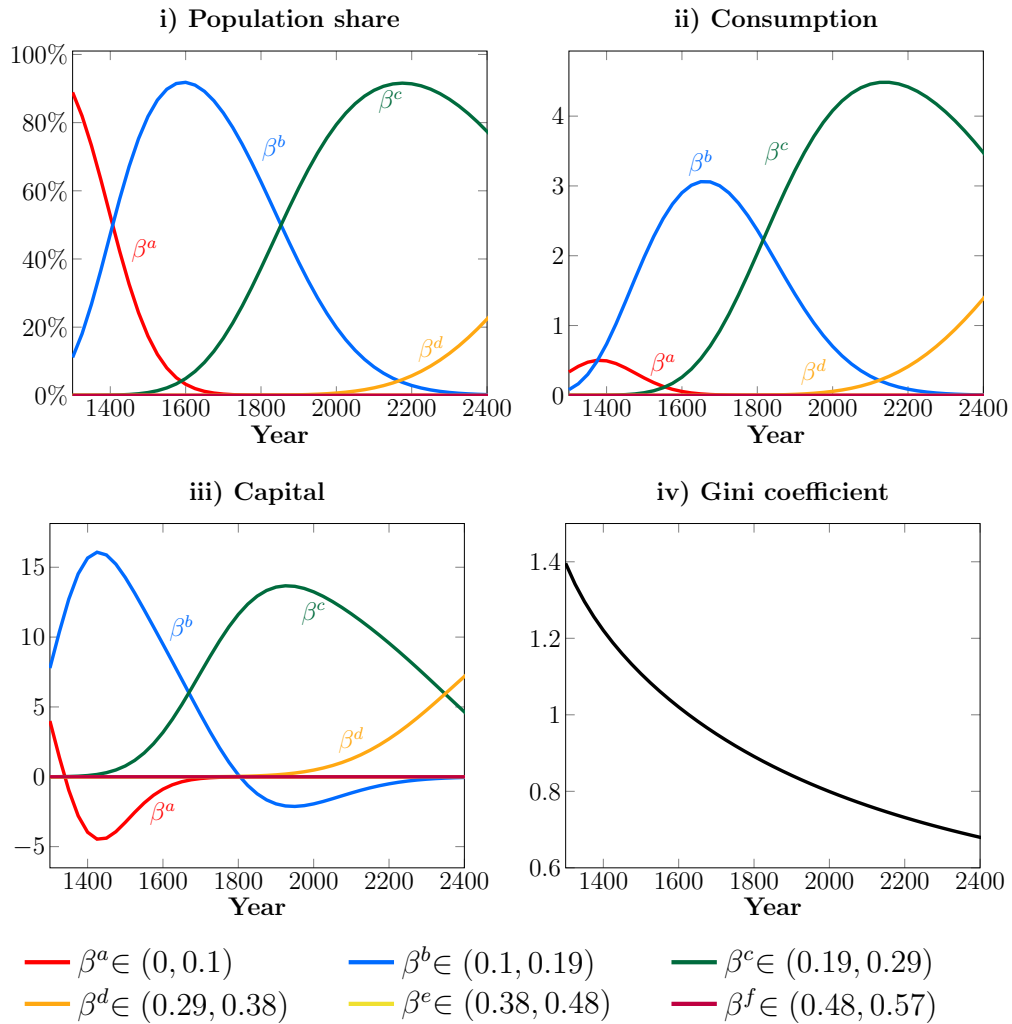 i) Population share
100%
80%
60%
40%
20%
0%
β^a
β^b
β^c
β^d
1400 1600 1800 2000 2200 2400
Year
ii) Consumption
4
3
2
1
0
β^a
β^b
β^c
β^d
1400 1600 1800 2000 2200 2400
Year
iii) Capital
15
10
5
0
−5
β^a
β^b
β^c
β^d
1400 1600 1800 2000 2200 2400
Year
iv) Gini coefficient
1.4
1.2
1
0.8
0.6
1400 1600 1800 2000 2200 2400
Year
β^a ∈ (0, 0.1)
β^b ∈ (0.1, 0.19)
β^c ∈ (0.19, 0.29)
β^d ∈ (0.29, 0.38)
β^e ∈ (0.38, 0.48)
β^f ∈ (0.48, 0.57)